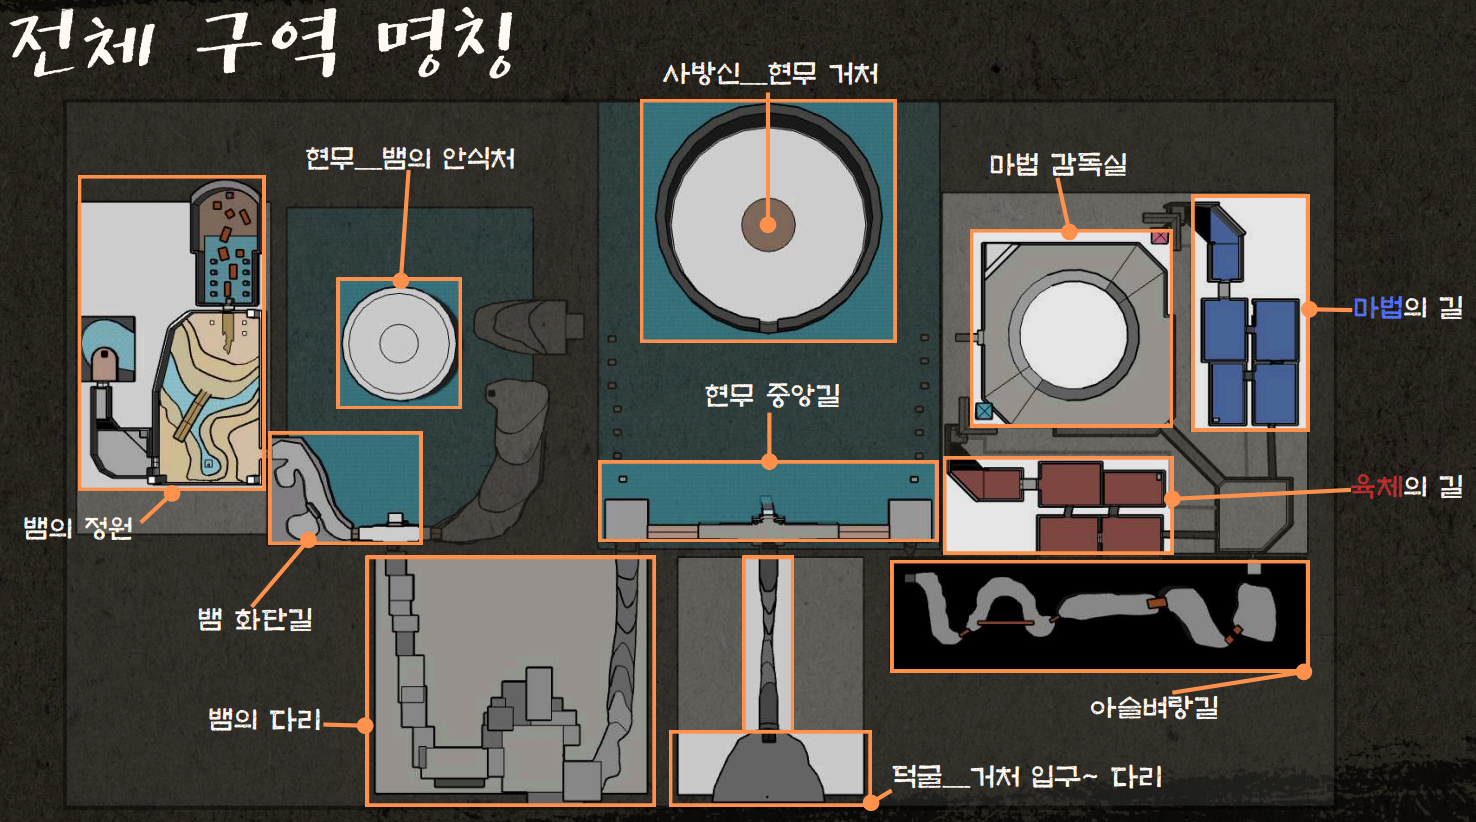 전체 구역 명칭
사방신__현무 거처
현무__뱀의 안식처
마법 감독실
마법의 길
현무 중앙길
육체의 길
뱀의 정원
뱀 화단길
뱀의 다리
아슬벼랑길
덕굴__거처 입구~ 다리